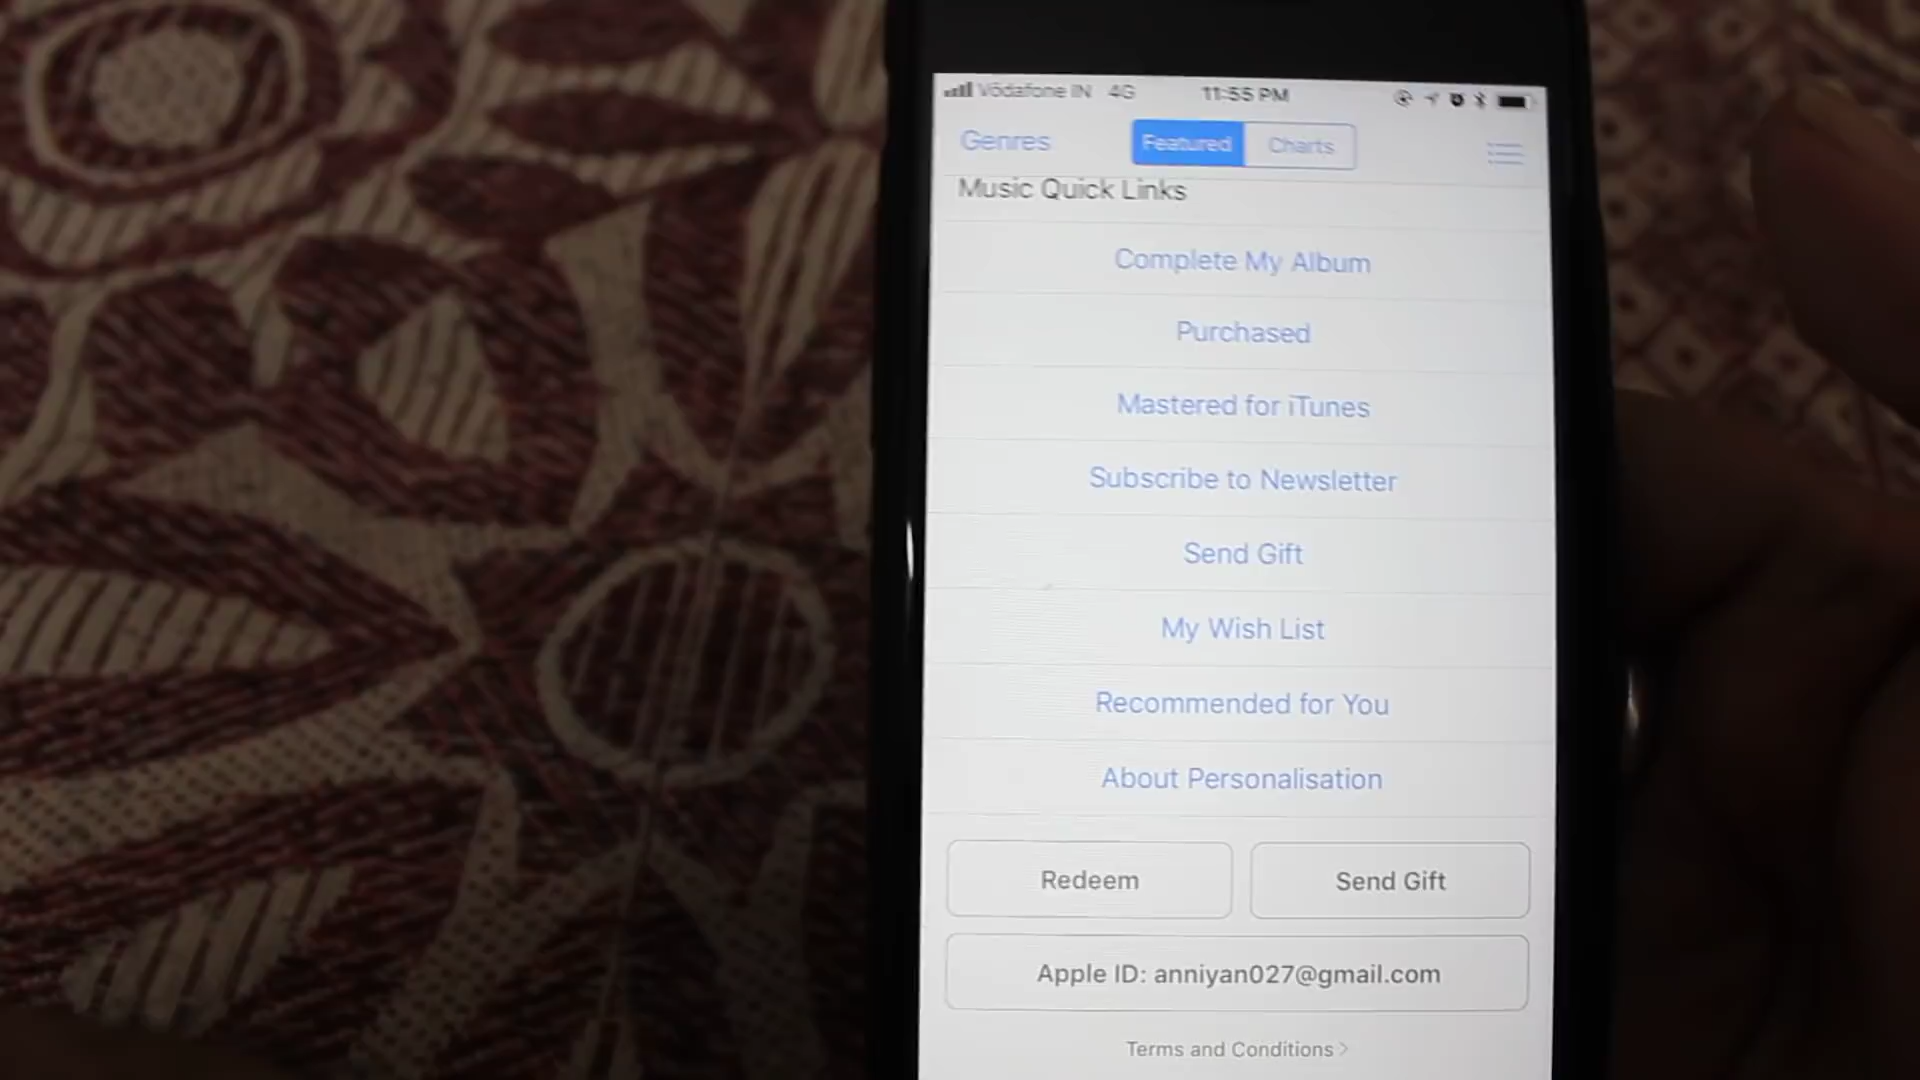 Vodafone IN 4G 11:55 PM
Genres Featured Charts
Music Quick Links
Complete My Album
Purchased
Mastered for iTunes
Subscribe to Newsletter
Send Gift
My Wish List
Recommended for You
About Personalisation
Redeem Send Gift
Apple ID: anniyan027@gmail.com
Terms and Conditions >